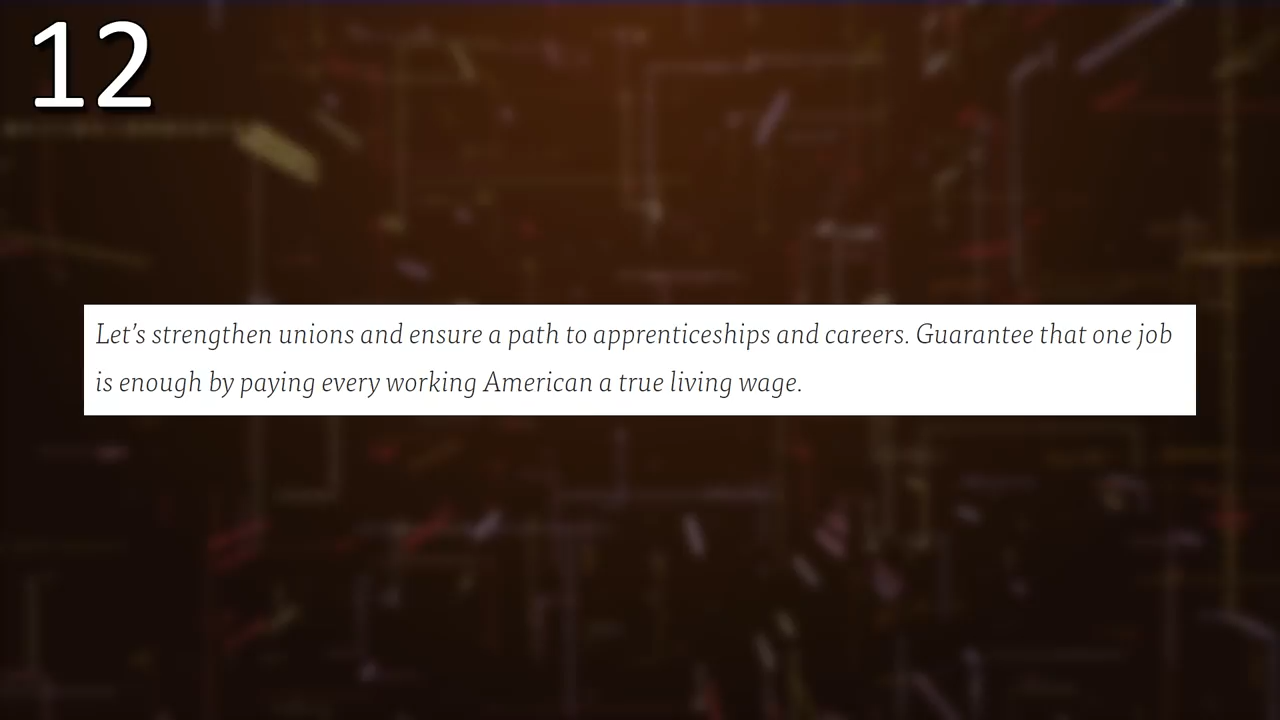 12
Let’s strengthen unions and ensure a path to apprenticeships and careers. Guarantee that one job
is enough by paying every working American a true living wage.